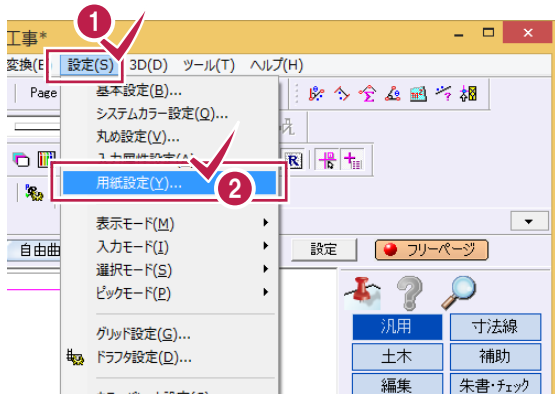 1
工事*
変換(E) 設定(S) 3D(D) ツール(T) ヘルプ(H)
Page
基本設定(B)...
システムカラー設定(O)...
丸め設定(V)...
用紙設定(Y)...
2
R
表示モード(M)
入力モード(I)
選択モード(S)
ピックモード(P)
自由曲
設定
フリーページ
グリッド設定(G)...
ドラフタ設定(D)...
汎用 寸法線
土木 補助
編集 朱書・チェック